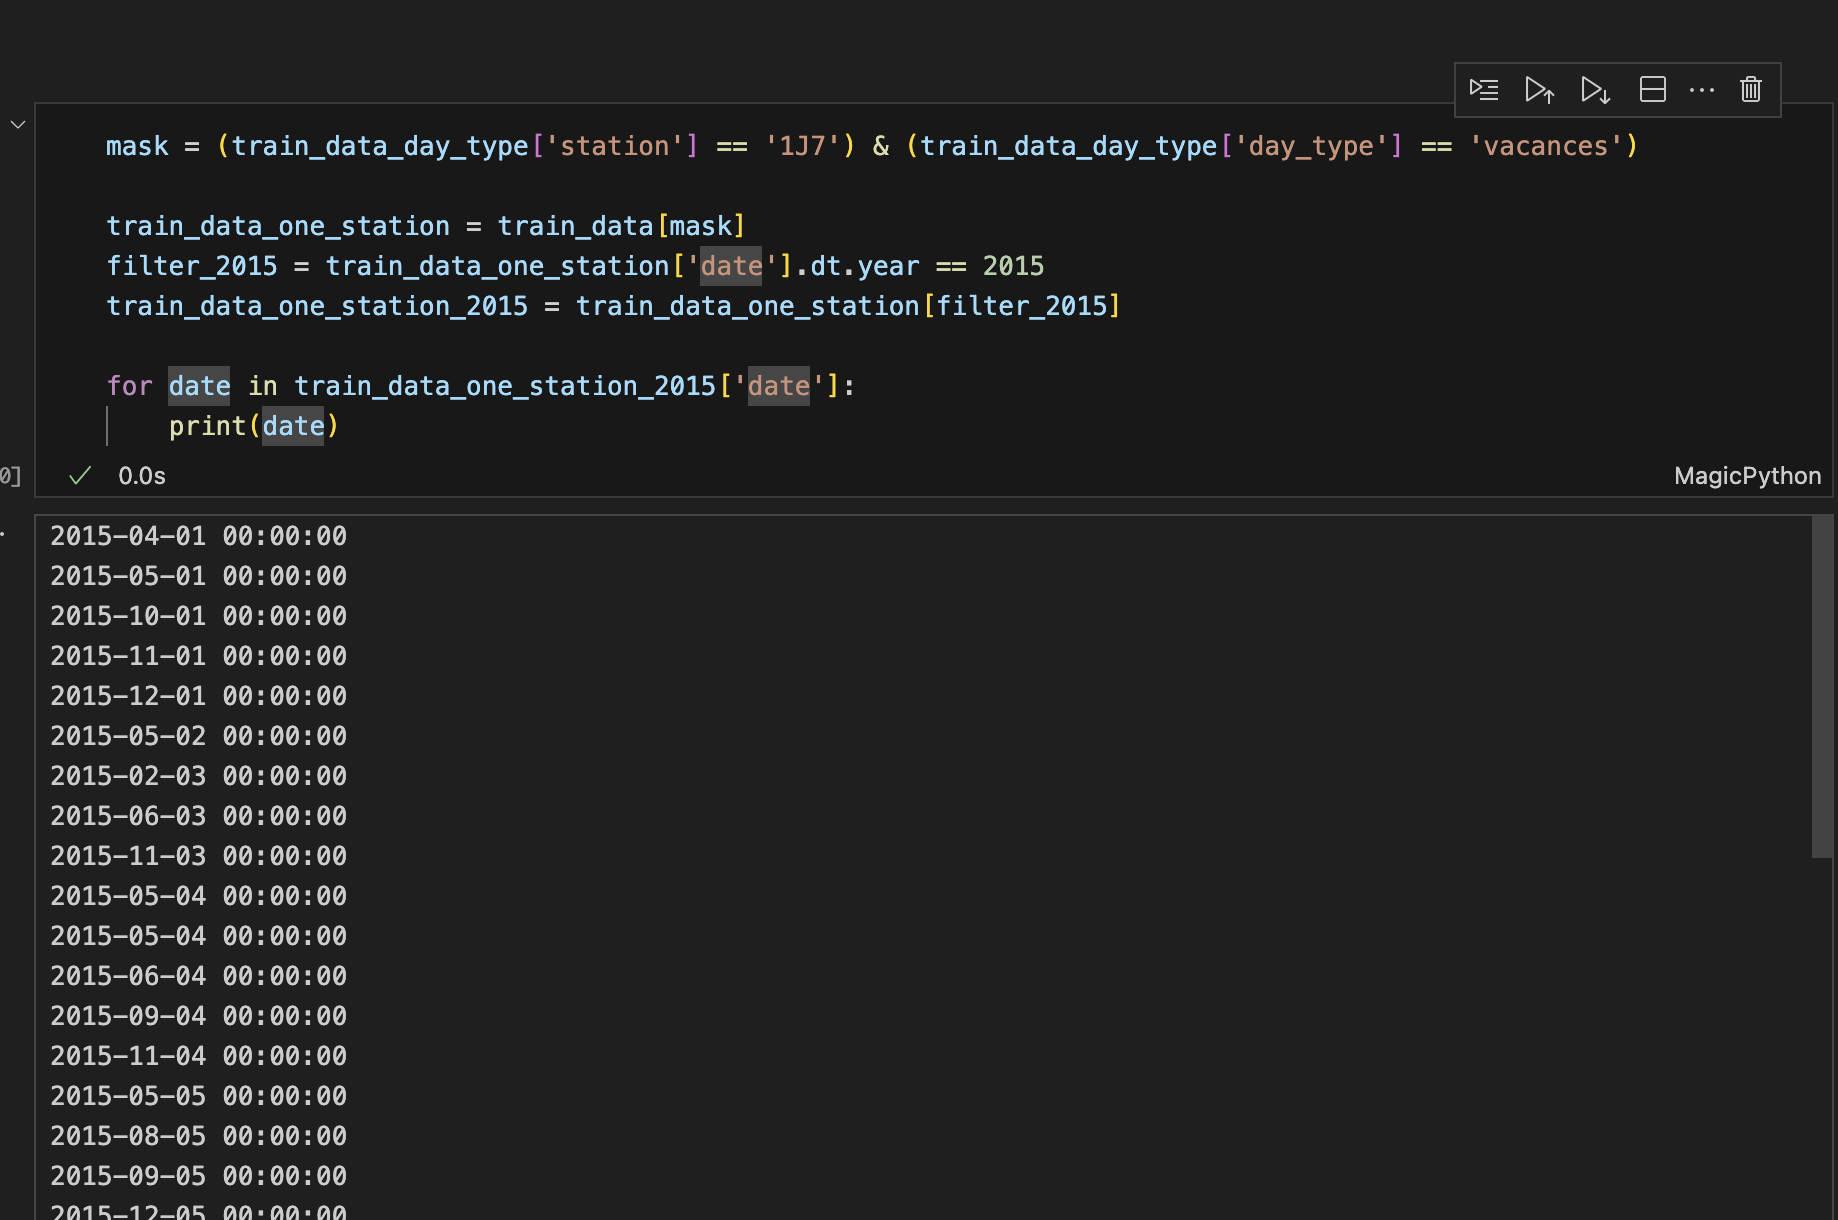 mask = (train_data_day_type['station'] == '1J7') & (train_data_day_type['day_type'] == 'vacances')
train_data_one_station = train_data[mask]
filter_2015 = train_data_one_station['date'].dt.year == 2015
train_data_one_station_2015 = train_data_one_station[filter_2015]
for date in train_data_one_station_2015['date']:
print(date)
0] 0.0s MagicPython
2015-04-01 00:00:00
2015-05-01 00:00:00
2015-10-01 00:00:00
2015-11-01 00:00:00
2015-12-01 00:00:00
2015-05-02 00:00:00
2015-02-03 00:00:00
2015-06-03 00:00:00
2015-11-03 00:00:00
2015-05-04 00:00:00
2015-05-04 00:00:00
2015-06-04 00:00:00
2015-09-04 00:00:00
2015-11-04 00:00:00
2015-05-05 00:00:00
2015-08-05 00:00:00
2015-09-05 00:00:00
2015-12-05 00:00:00